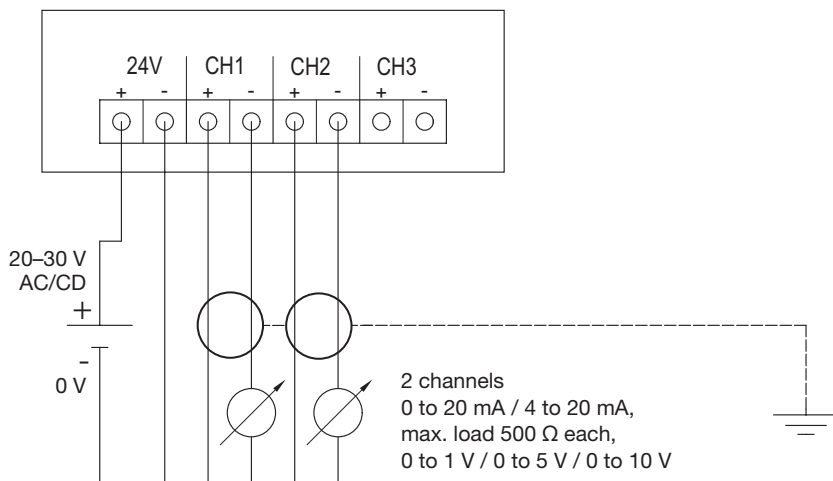 24V CH1 CH2 CH3
+ - + - + - + -
20–30 V
AC/CD
+
-
0 V
2 channels
0 to 20 mA / 4 to 20 mA,
max. load 500 Ω each,
0 to 1 V / 0 to 5 V / 0 to 10 V